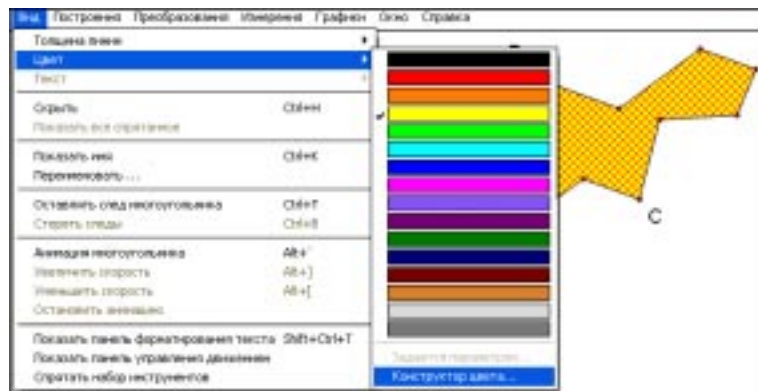 Вид Построения Преобразования Измерения Графики Окно Справка
Толщина линии
Цвет
Текст
Скрыть Ctrl+H
Показать все спрятанное
Показать имя Ctrl+K
Переименовать ...
Оставлять след многоугольника Ctrl+T
Стереть следы Ctrl+B
Анимация многоугольника Alt+`
Увеличить скорость Alt+]
Уменьшить скорость Alt+[
Остановить анимацию
Показать панель форматирования текста Shift+Ctrl+T
Показать панель управления движением
Спрятать набор инструментов
Задается параметром...
Конструктор цвета...
C